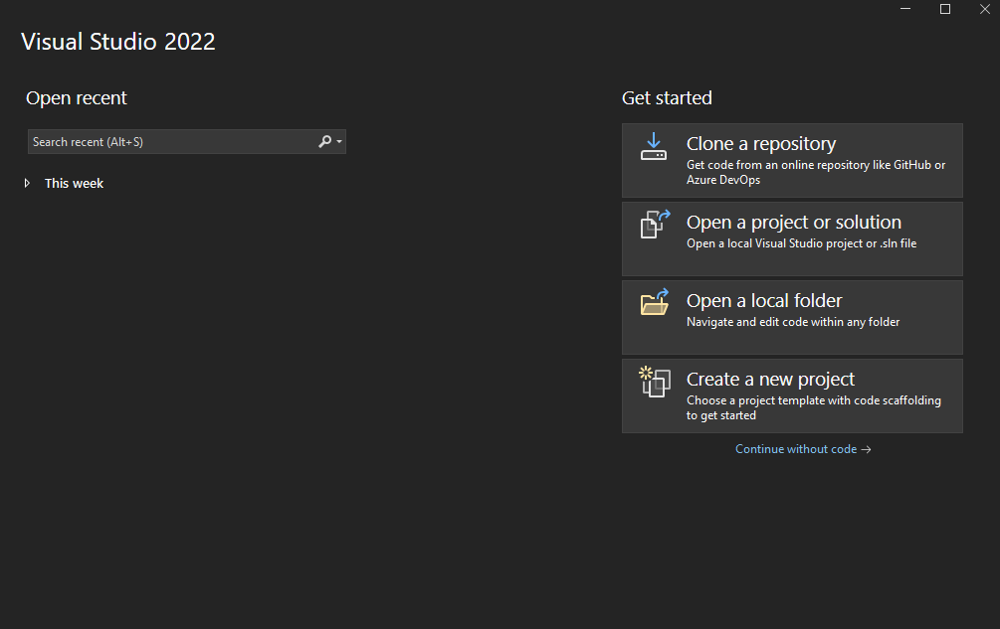 Visual Studio 2022
Open recent
Search recent (Alt+S)
This week
Get started
Clone a repository
Get code from an online repository like GitHub or
Azure DevOps
Open a project or solution
Open a local Visual Studio project or .sln file
Open a local folder
Navigate and edit code within any folder
Create a new project
Choose a project template with code scaffolding
to get started
Continue without code →